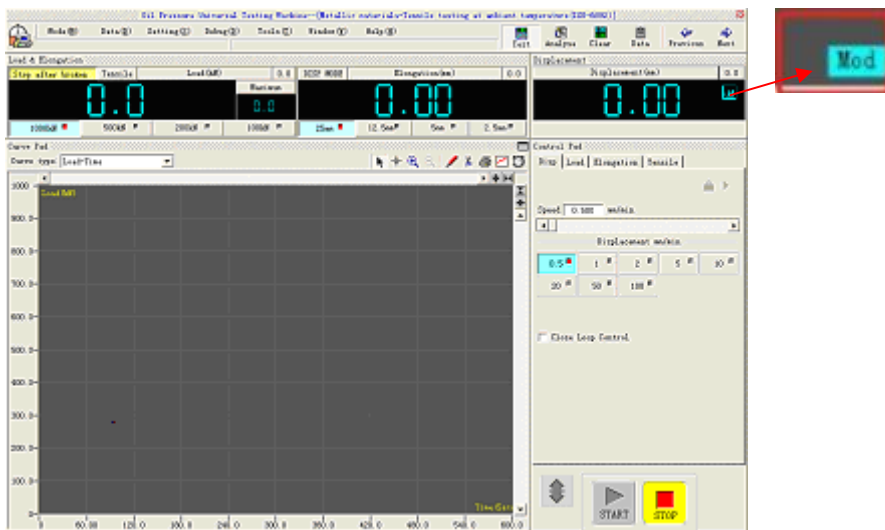 Oil Pressure Universal Testing Machine--(Metallic materials-Tensile testing at ambient temperature(ISO-6892))
Mode(M) Data(D) Setting(S) Debug(Q) Tools(T) Window(W) Help(H)
Exit Analyse Clear Data Previous Next
Mod
Load & Elongation
Displacement
Stop after broken Tensile Load(kN) 0.0 DISP MODE Elongation(mm) 0.0
Displacement(mm) 0.0
0.0 Maximum 0.0 0.00 0.00
1000kN 500kN 200kN 100kN 25mm 12.5mm 5mm 2.5mm
Curve Pad
Control Pad
Curve type: Load-Time
Disp Load Elongation Tensile
1000
Load(kN)
900.0
800.0
700.0
600.0
500.0
400.0
300.0
200.0
100.0
0
Time(Sec)
0 60.00 120.0 180.0 240.0 300.0 360.0 420.0 480.0 540.0 600.0
Speed 0.500 mm/min
Displacement mm/min
0.5 1 2 5 10
20 50 100
Close Loop Control
START STOP